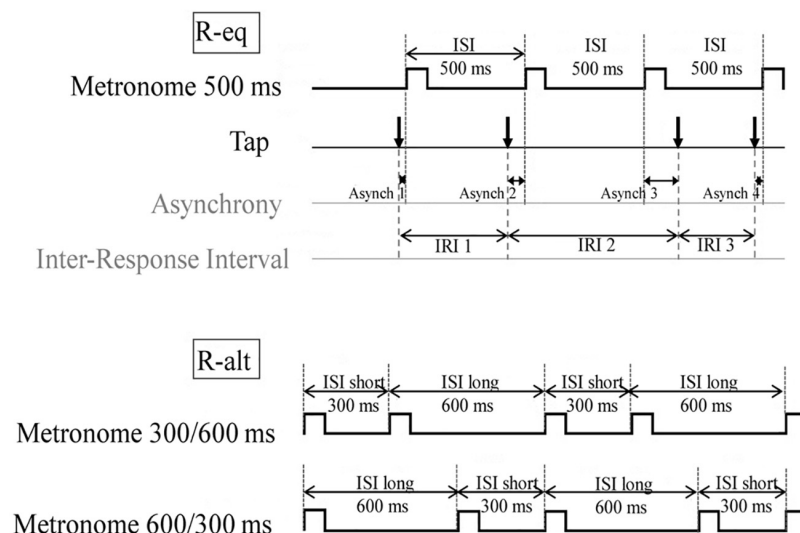 R-eq
ISI ISI ISI
Metronome 500 ms 500 ms 500 ms 500 ms
Tap
Asynch 1 Asynch 2 Asynch 3 Asynch 4
Asynchrony
IRI 1 IRI 2 IRI 3
Inter-Response Interval
R-alt
ISI short ISI long ISI short ISI long
300 ms 600 ms 300 ms 600 ms
Metronome 300/600 ms
ISI long ISI short ISI long ISI short
600 ms 300 ms 600 ms 300 ms
Metronome 600/300 ms